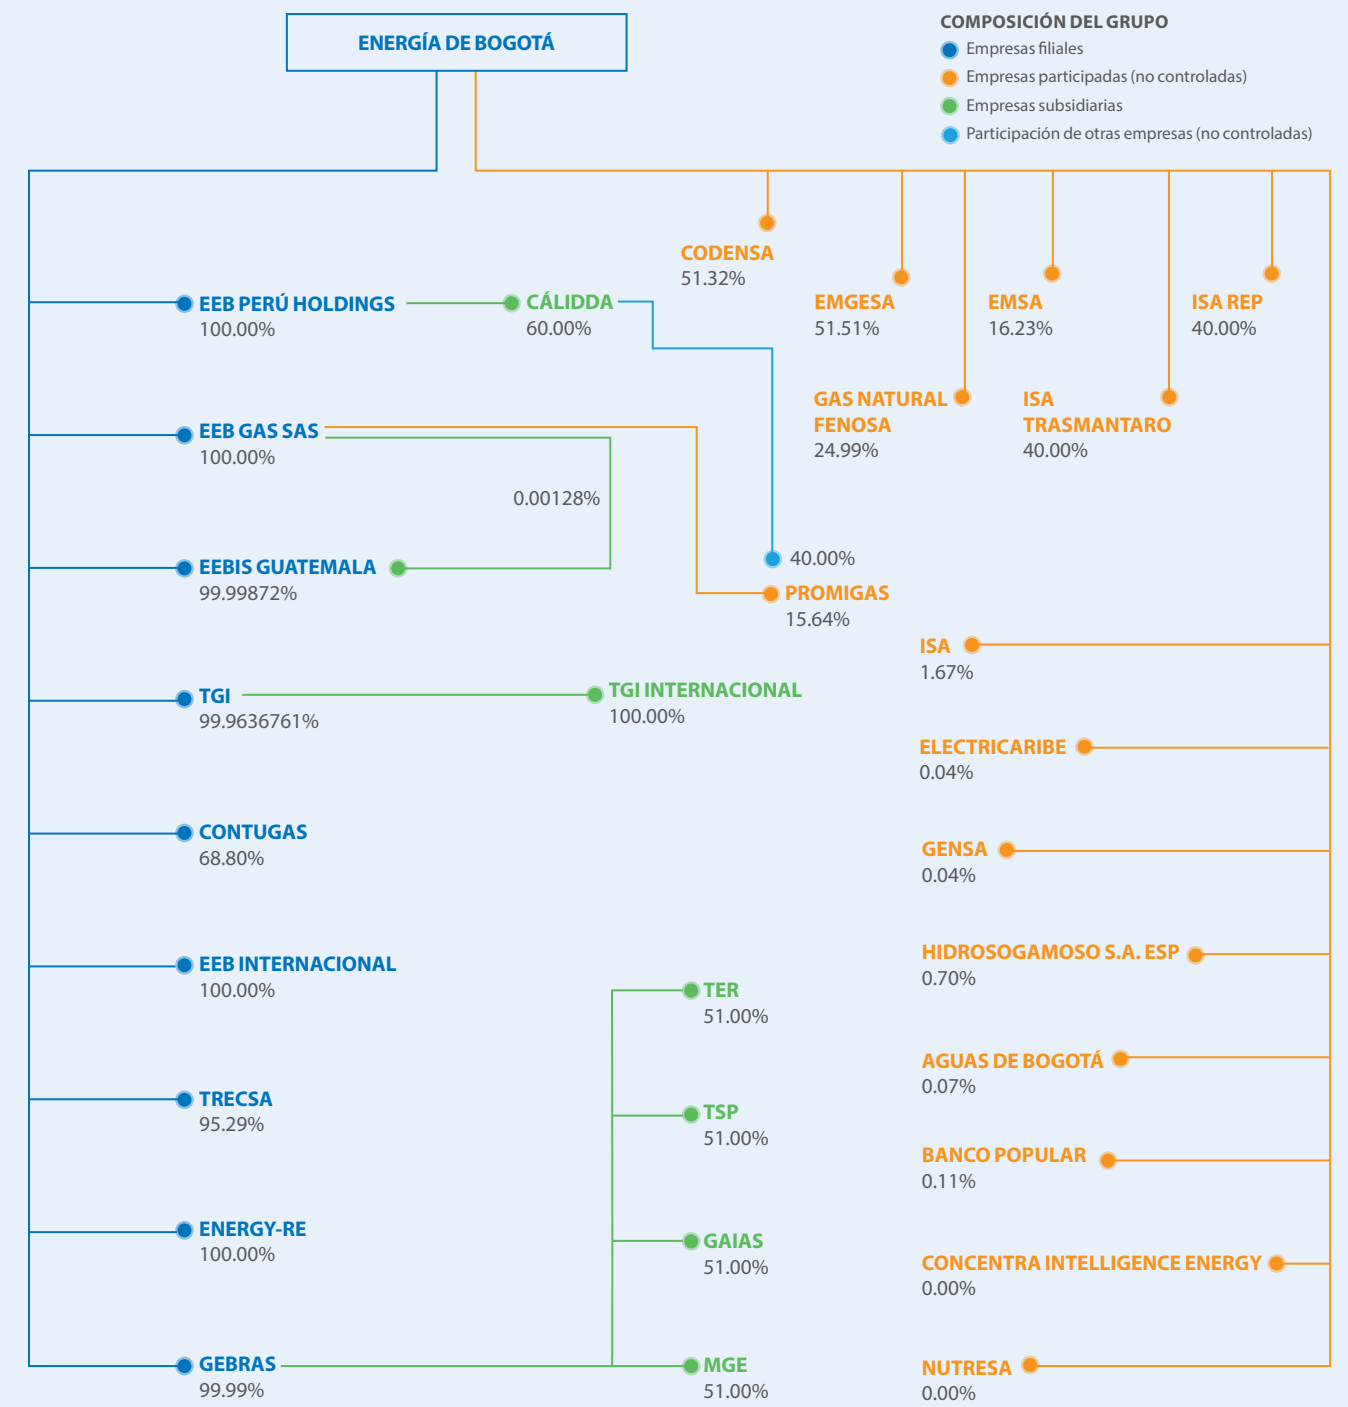 ENERGÍA DE BOGOTÁ
COMPOSICIÓN DEL GRUPO
Empresas filiales
Empresas participadas (no controladas)
Empresas subsidiarias
Participación de otras empresas (no controladas)
CODENSA
51.32%
EMGESA
51.51%
EMSA
16.23%
ISA REP
40.00%
GAS NATURAL
FENOSA
24.99%
ISA
TRASMANTARO
40.00%
EEB PERÚ HOLDINGS
100.00%
CÁLIDDA
60.00%
EEB GAS SAS
100.00%
0.00128%
EEBIS GUATEMALA
99.99872%
40.00%
PROMIGAS
15.64%
TGI
99.9636761%
TGI INTERNACIONAL
100.00%
CONTUGAS
68.80%
EEB INTERNACIONAL
100.00%
TRECSA
95.29%
ENERGY-RE
100.00%
GEBRAS
99.99%
TER
51.00%
TSP
51.00%
GAIAS
51.00%
MGE
51.00%
ISA
1.67%
ELECTRICARIBE
0.04%
GENSA
0.04%
HIDROSOGAMOSO S.A. ESP
0.70%
AGUAS DE BOGOTÁ
0.07%
BANCO POPULAR
0.11%
CONCENTRA INTELLIGENCE ENERGY
0.00%
NUTRESA
0.00%